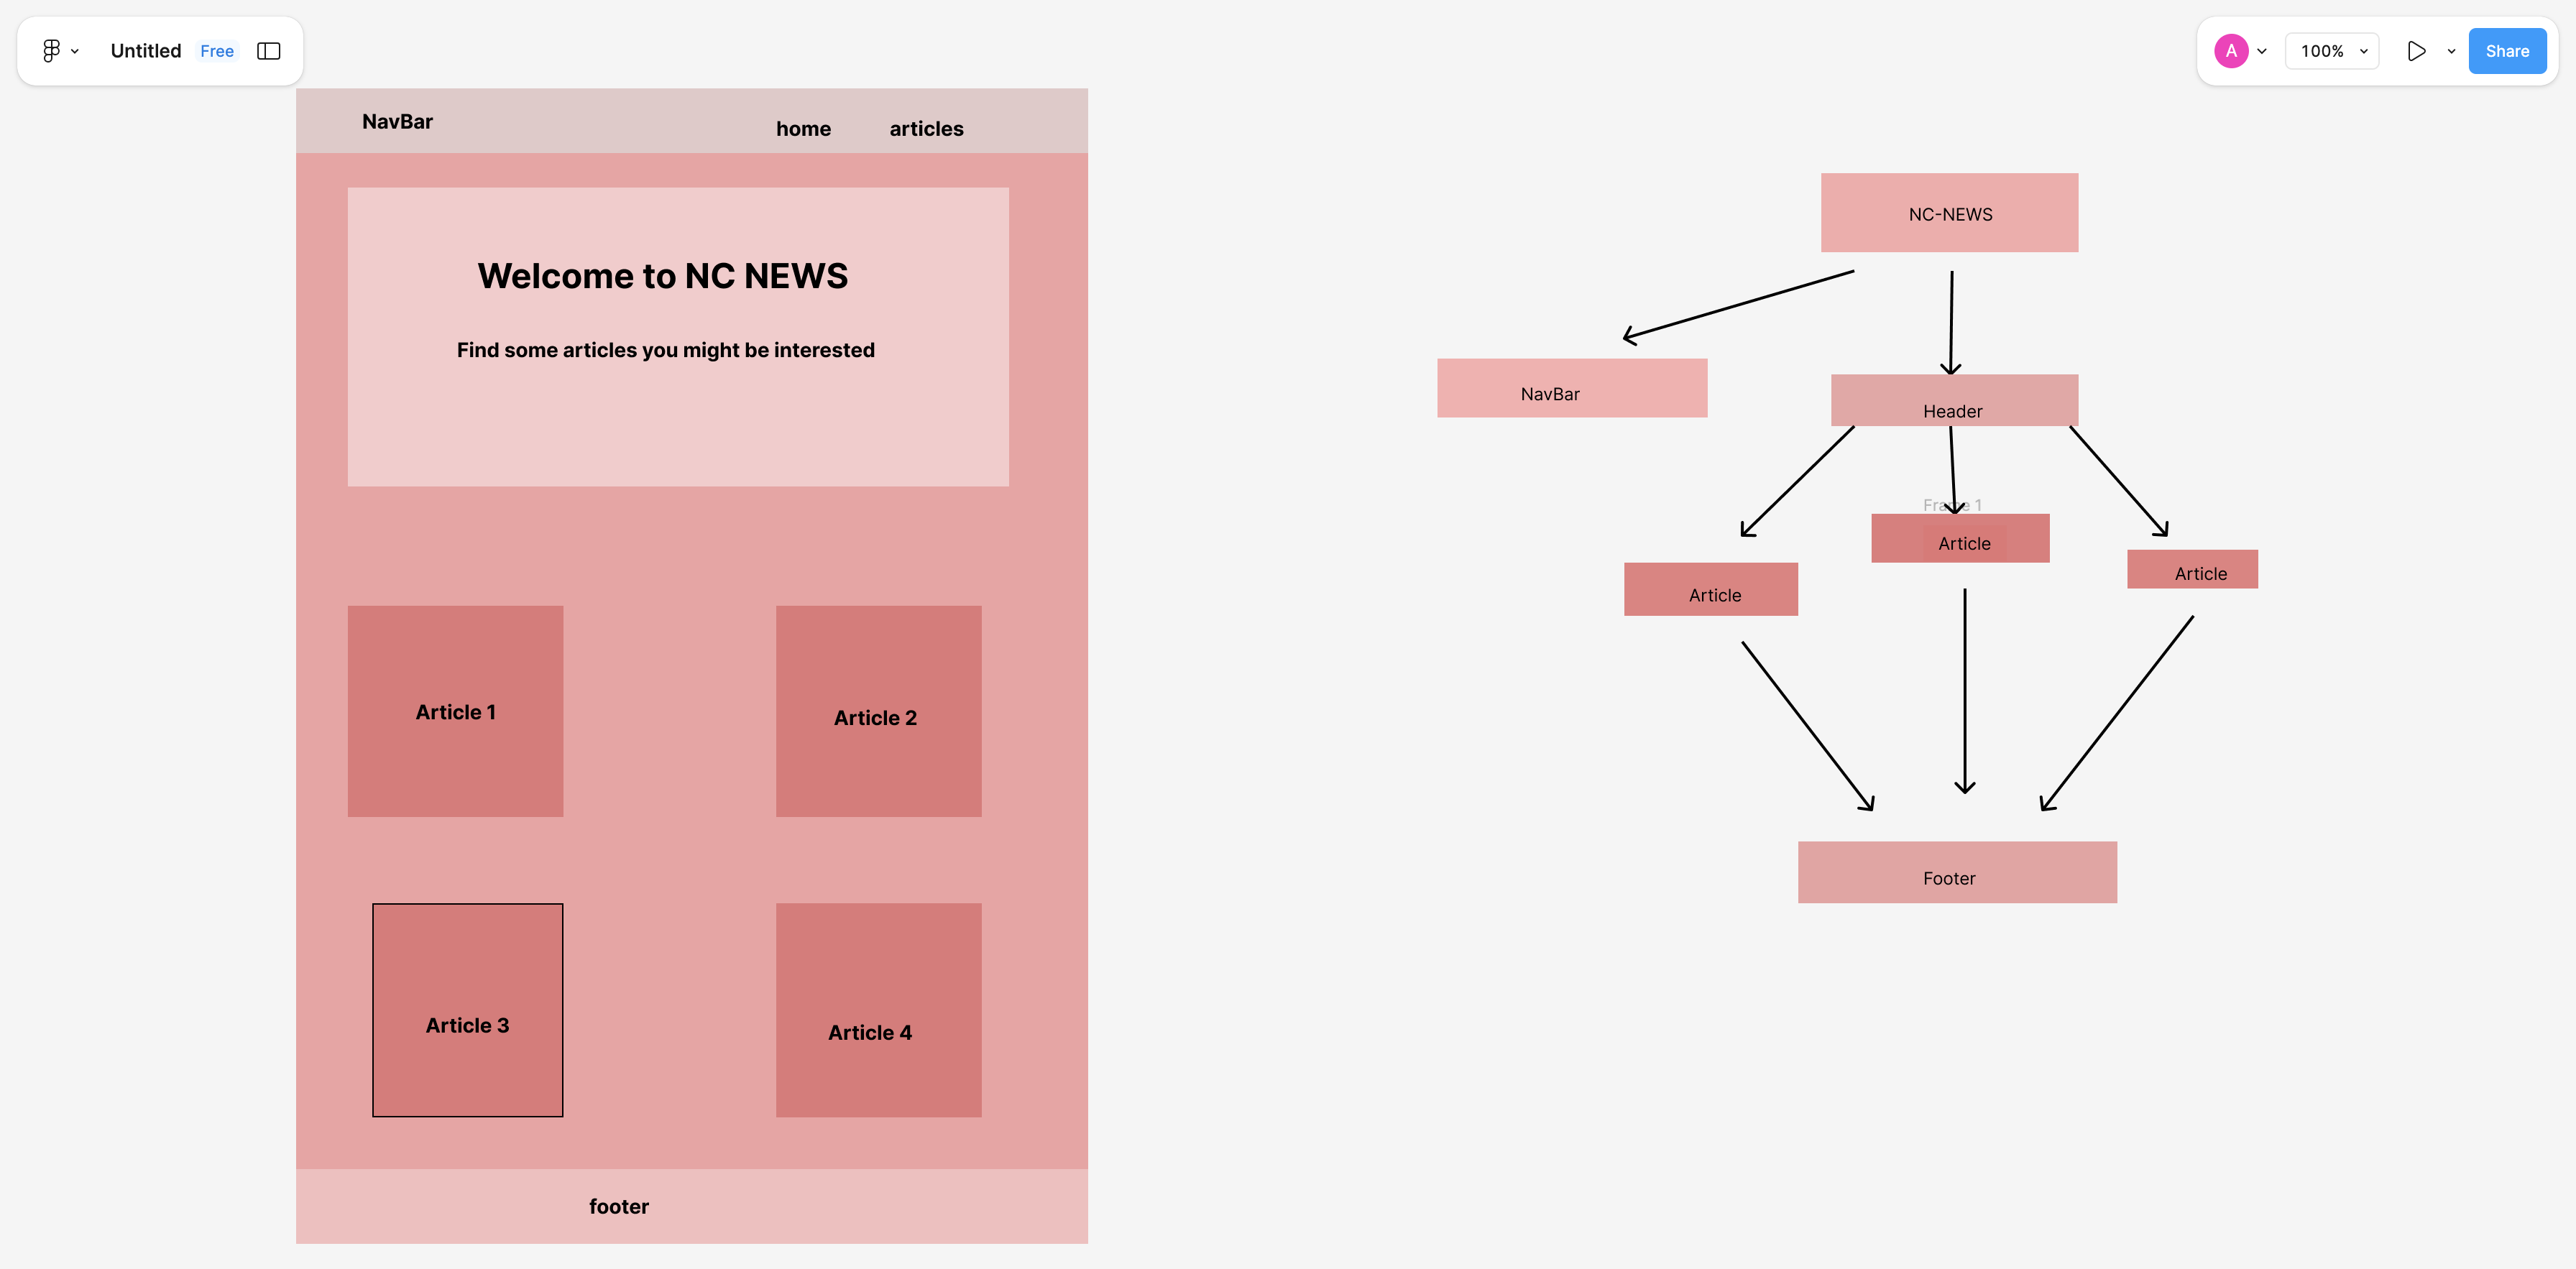 Untitled Free
A 100% Share
NavBar
home articles
Welcome to NC NEWS
Find some articles you might be interested
Article 1
Article 2
Article 3
Article 4
footer
NC-NEWS
NavBar
Header
Frame 1
Article
Article
Article
Footer